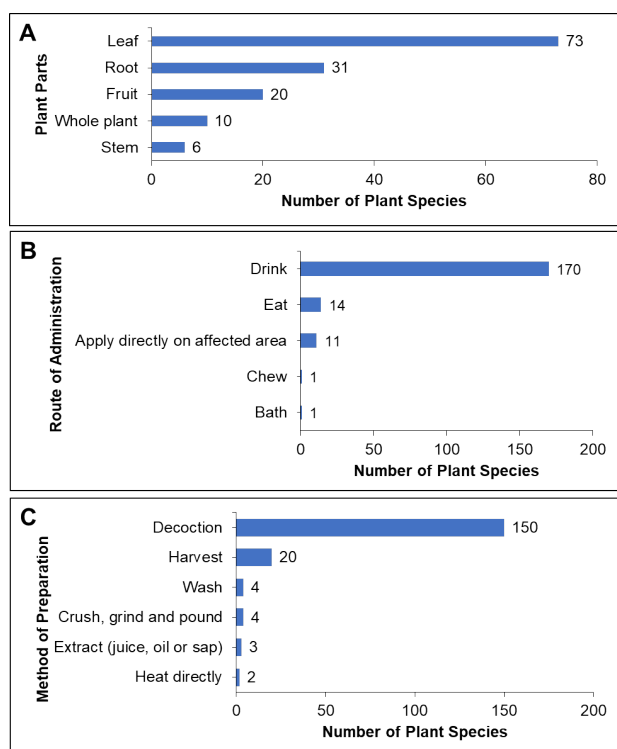 A
Plant Parts
Leaf 73
Root 31
Fruit 20
Whole plant 10
Stem 6
0 20 40 60 80
Number of Plant Species
B
Route of Administration
Drink 170
Eat 14
Apply directly on affected area 11
Chew 1
Bath 1
0 50 100 150 200
Number of Plant Species
C
Method of Preparation
Decoction 150
Harvest 20
Wash 4
Crush, grind and pound 4
Extract (juice, oil or sap) 3
Heat directly 2
0 50 100 150 200
Number of Plant Species